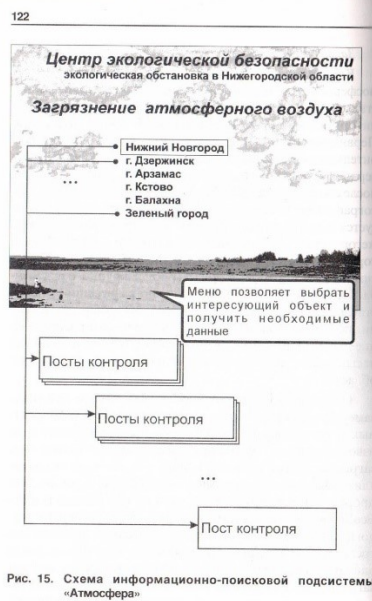 122
Центр экологической безопасности
экологическая обстановка в Нижегородской области
Загрязнение атмосферного воздуха
Нижний Новгород
г. Дзержинск
г. Арзамас
...
г. Кстово
г. Балахна
Зеленый город
Меню позволяет выбрать
интересующий объект и
получить необходимые
данные
Посты контроля
Посты контроля
...
Пост контроля
Рис. 15. Схема информационно-поисковой подсистемы
«Атмосфера»